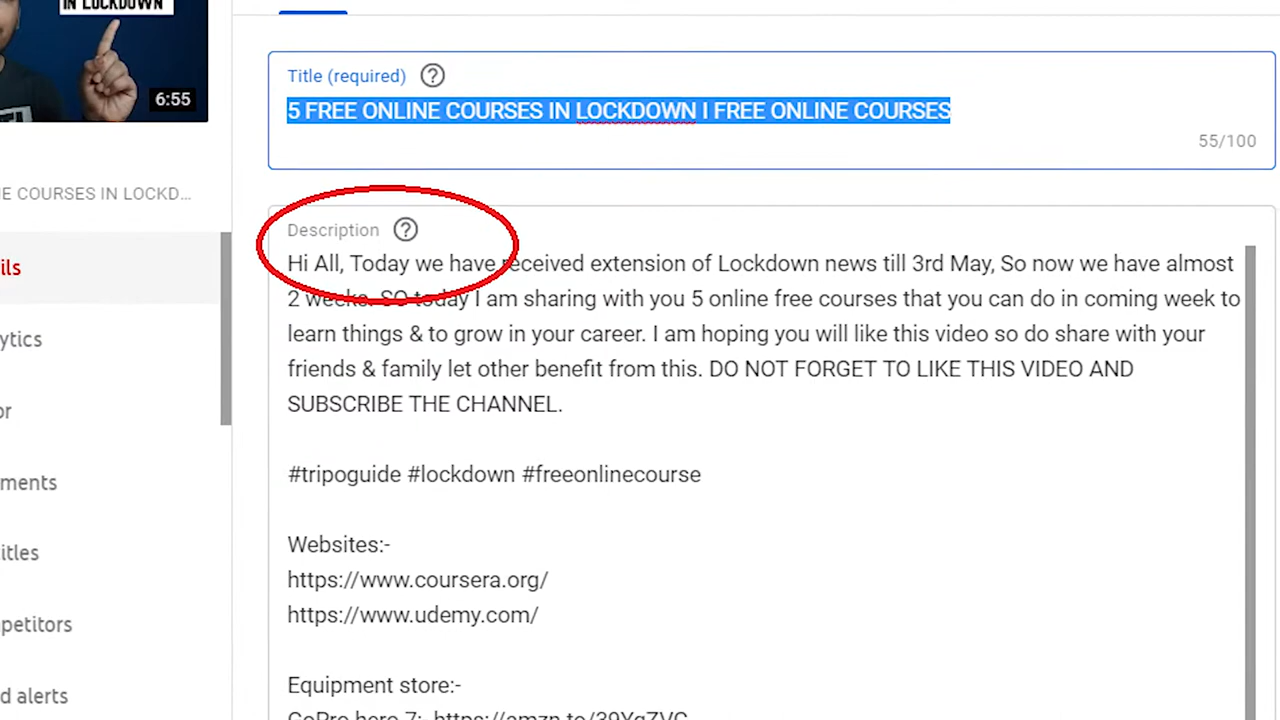 IN LOCKDOWN
6:55
E COURSES IN LOCKD...
ils
ytics
or
ments
itles
petitors
d alerts
Title (required)
5 FREE ONLINE COURSES IN LOCKDOWN I FREE ONLINE COURSES
55/100
Description
Hi All, Today we have received extension of Lockdown news till 3rd May, So now we have almost
2 weeks. SO today I am sharing with you 5 online free courses that you can do in coming week to
learn things & to grow in your career. I am hoping you will like this video so do share with your
friends & family let other benefit from this. DO NOT FORGET TO LIKE THIS VIDEO AND
SUBSCRIBE THE CHANNEL.
#tripoguide #lockdown #freeonlinecourse
Websites:-
https://www.coursera.org/
https://www.udemy.com/
Equipment store:-
GoPro hero 7:-